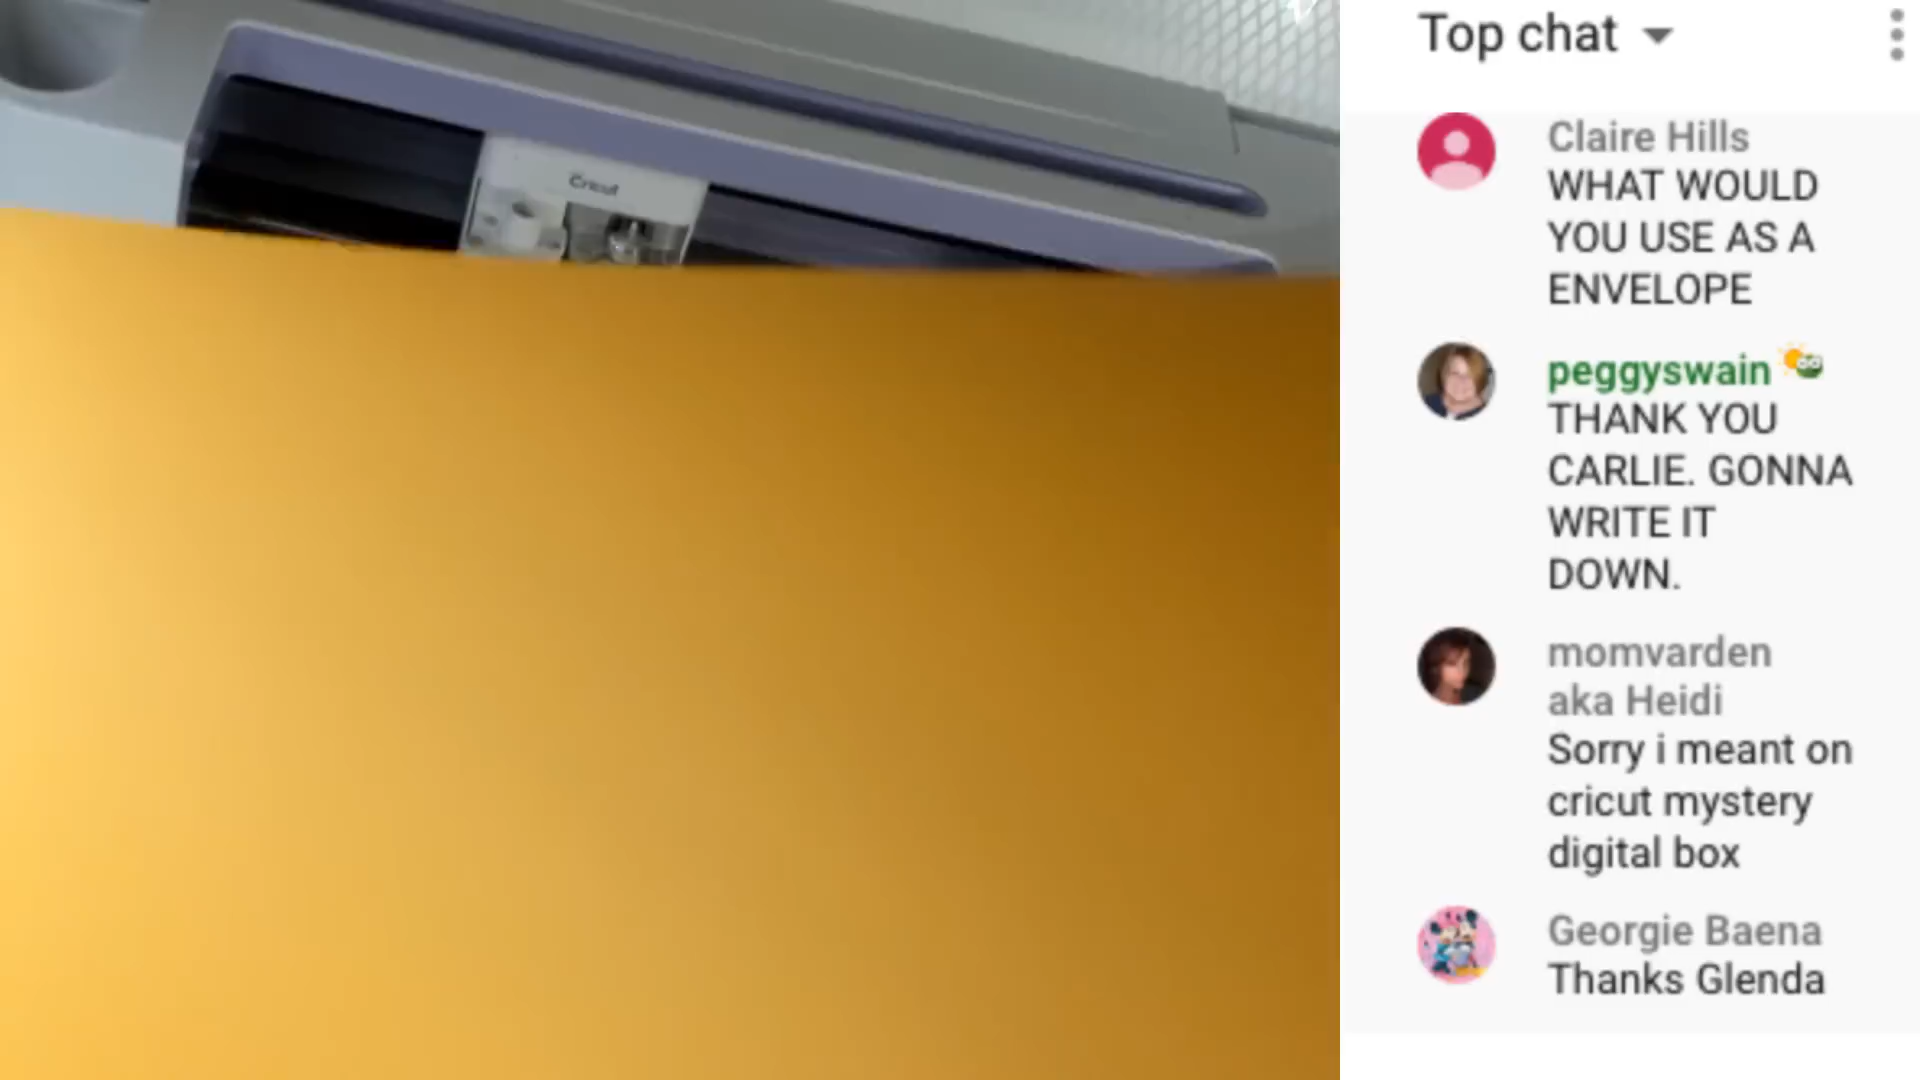 Cricut
Top chat
Claire Hills
WHAT WOULD
YOU USE AS A
ENVELOPE
peggyswain
THANK YOU
CARLIE. GONNA
WRITE IT
DOWN.
momvarden
aka Heidi
Sorry i meant on
cricut mystery
digital box
Georgie Baena
Thanks Glenda